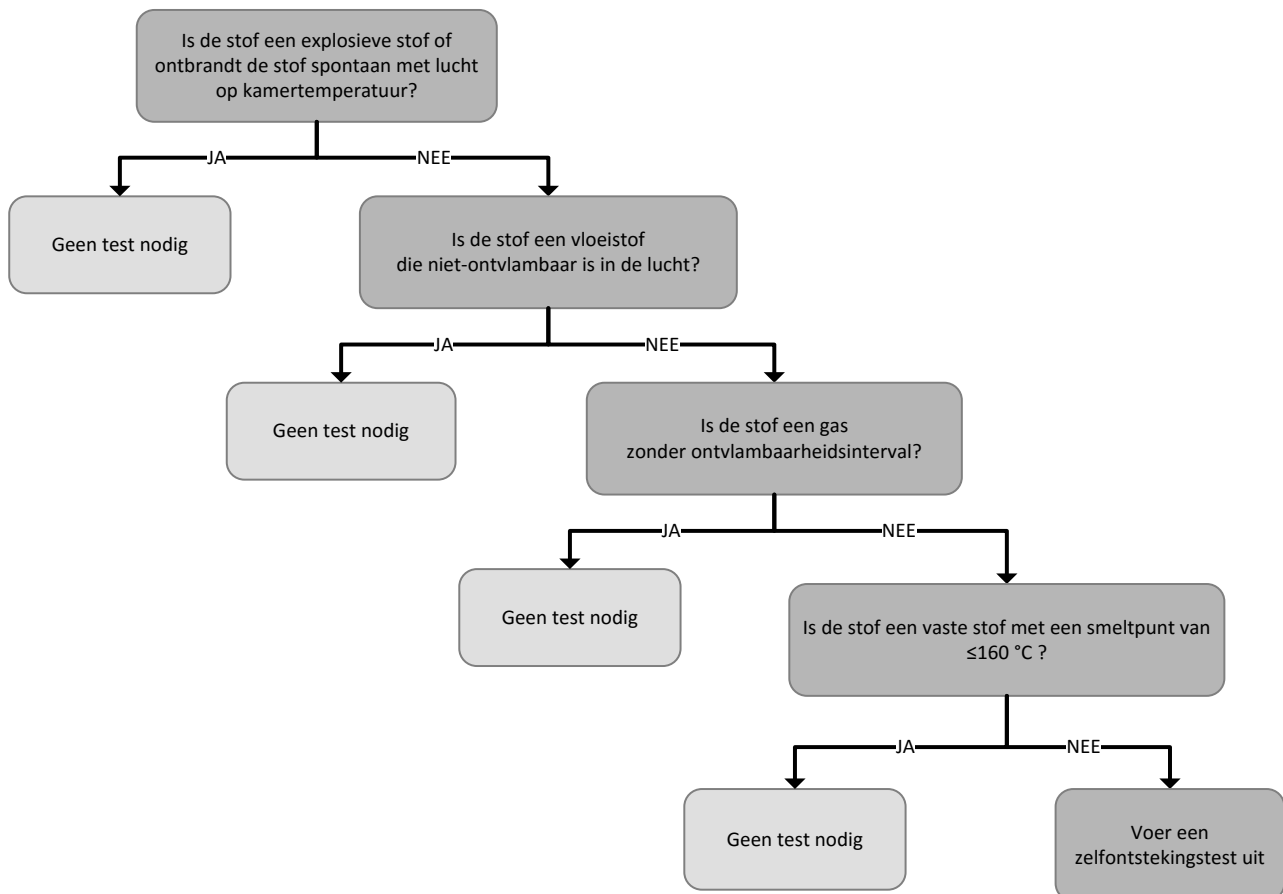 Is de stof een explosieve stof of
ontbrandt de stof spontaan met lucht
op kamertemperatuur?
JA
NEE
Geen test nodig
Is de stof een vloeistof
die niet-ontvlambaar is in de lucht?
JA
NEE
Geen test nodig
Is de stof een gas
zonder ontvlambaarheidsinterval?
JA
NEE
Geen test nodig
Is de stof een vaste stof met een smeltpunt van
≤160 °C ?
JA
NEE
Geen test nodig
Voer een
zelfontstekingstest uit